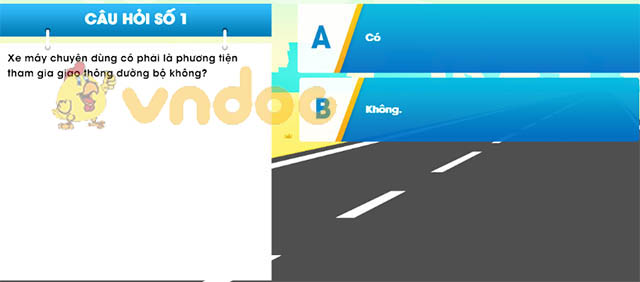 CÂU HỎI SỐ 1
Xe máy chuyên dùng có phải là phương tiện
tham gia giao thông đường bộ không?
vndoc
A
Có
B
Không.